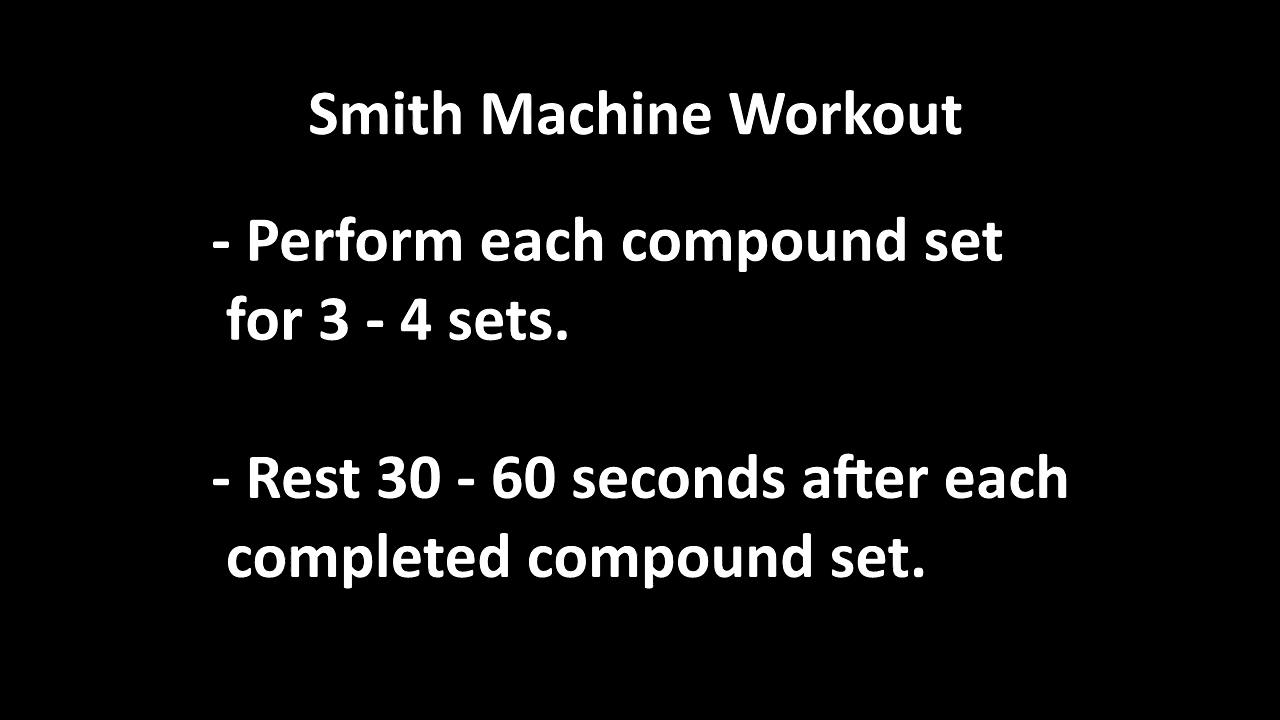 Smith Machine Workout
- Perform each compound set
for 3 - 4 sets.
- Rest 30 - 60 seconds after each
completed compound set.